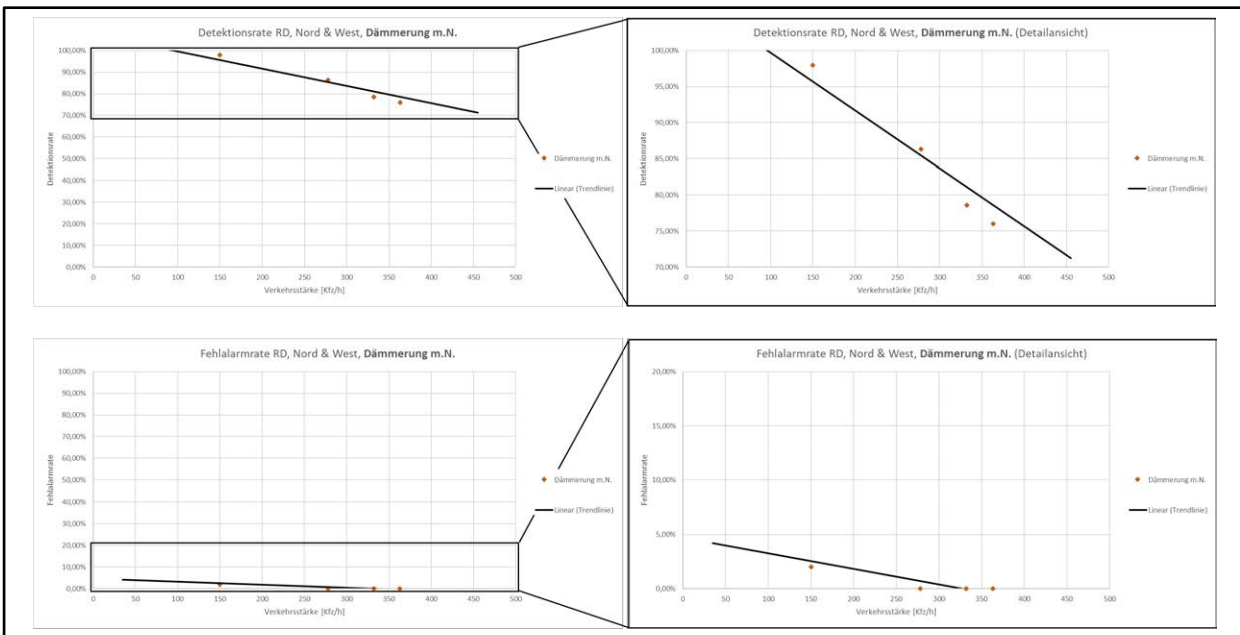 Detektionsrate RD, Nord & West, Dämmerung m.N.
100,00%
90,00%
80,00%
70,00%
60,00%
50,00%
40,00%
30,00%
20,00%
10,00%
0,00%
Detektionsrate
0 50 100 150 200 250 300 350 400 450 500
Verkehrsstärke [Kfz/h]
Dämmerung m.N.
Linear (Trendlinie)
Detektionsrate RD, Nord & West, Dämmerung m.N. (Detailansicht)
100,00%
95,00%
90,00%
85,00%
80,00%
75,00%
70,00%
Detektionsrate
0 50 100 150 200 250 300 350 400 450 500
Verkehrsstärke [Kfz/h]
Dämmerung m.N.
Linear (Trendlinie)
Fehlalarmrate RD, Nord & West, Dämmerung m.N.
100,00%
90,00%
80,00%
70,00%
60,00%
50,00%
40,00%
30,00%
20,00%
10,00%
0,00%
Fehlalarmrate
0 50 100 150 200 250 300 350 400 450 500
Verkehrsstärke [Kfz/h]
Dämmerung m.N.
Linear (Trendlinie)
Fehlalarmrate RD, Nord & West, Dämmerung m.N. (Detailansicht)
20,00%
15,00%
10,00%
5,00%
0,00%
Fehlalarmrate
0 50 100 150 200 250 300 350 400 450 500
Verkehrsstärke [Kfz/h]
Dämmerung m.N.
Linear (Trendlinie)